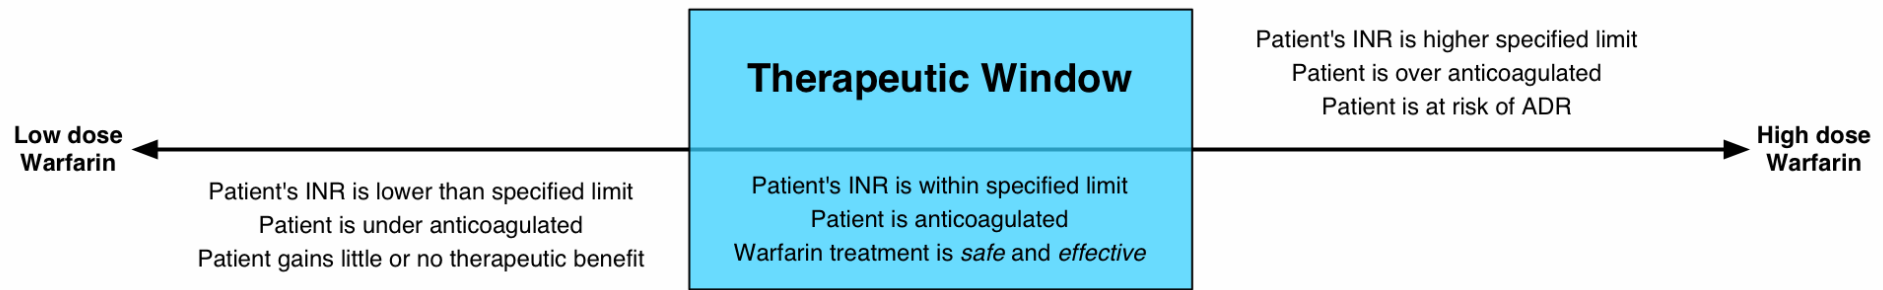 Low dose
Warfarin
Patient's INR is lower than specified limit
Patient is under anticoagulated
Patient gains little or no therapeutic benefit
Therapeutic Window
Patient's INR is within specified limit
Patient is anticoagulated
Warfarin treatment is safe and effective
Patient's INR is higher specified limit
Patient is over anticoagulated
Patient is at risk of ADR
High dose
Warfarin